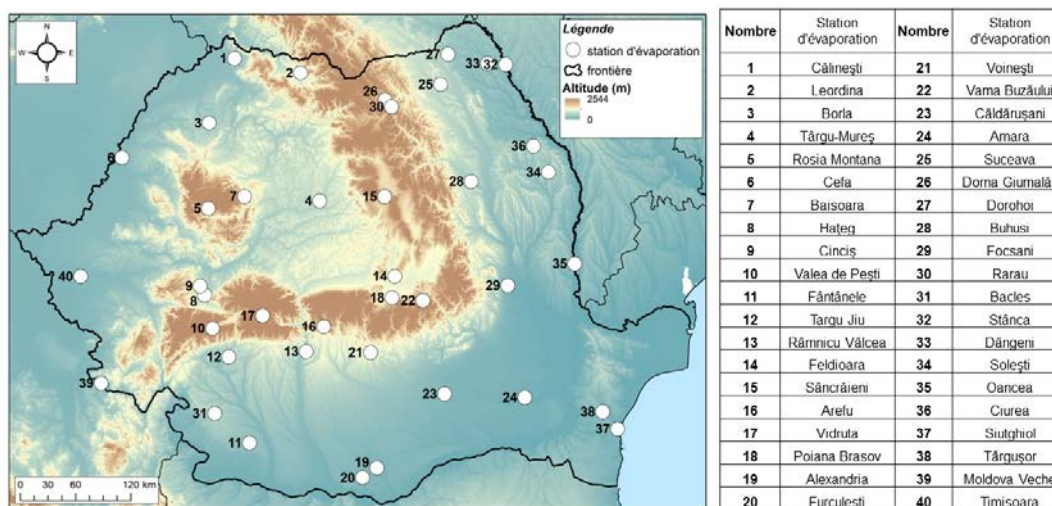 N
W E
S
Légende
station d'évaporation
frontière
Altitude (m)
2544
0
1
2
27
33 32
25
26
30
3
6
36
34
28
7
5
4
15
35
40
14
9
8
18
22
29
17
10
16
12
13
21
39
23
24
38
31
37
11
19
20
0 30 60 120 km
Nombre Station d'évaporation Nombre Station d'évaporation
1 Călinești 21 Voinești
2 Leordina 22 Vama Buzăului
3 Borla 23 Căldărușani
4 Târgu-Mureș 24 Amara
5 Rosia Montana 25 Suceava
6 Cefa 26 Dorna Giumalău
7 Baisoara 27 Dorohoi
8 Hațeg 28 Buhusi
9 Cinciș 29 Focsani
10 Valea de Pești 30 Rarau
11 Fântânele 31 Bacles
12 Targu Jiu 32 Stânca
13 Râmnicu Vâlcea 33 Dângeni
14 Feldioara 34 Solești
15 Sâncrăieni 35 Oancea
16 Arefu 36 Ciurea
17 Vidruta 37 Siutghiol
18 Poiana Brasov 38 Târgușor
19 Alexandria 39 Moldova Veche
20 Furculesti 40 Timisoara